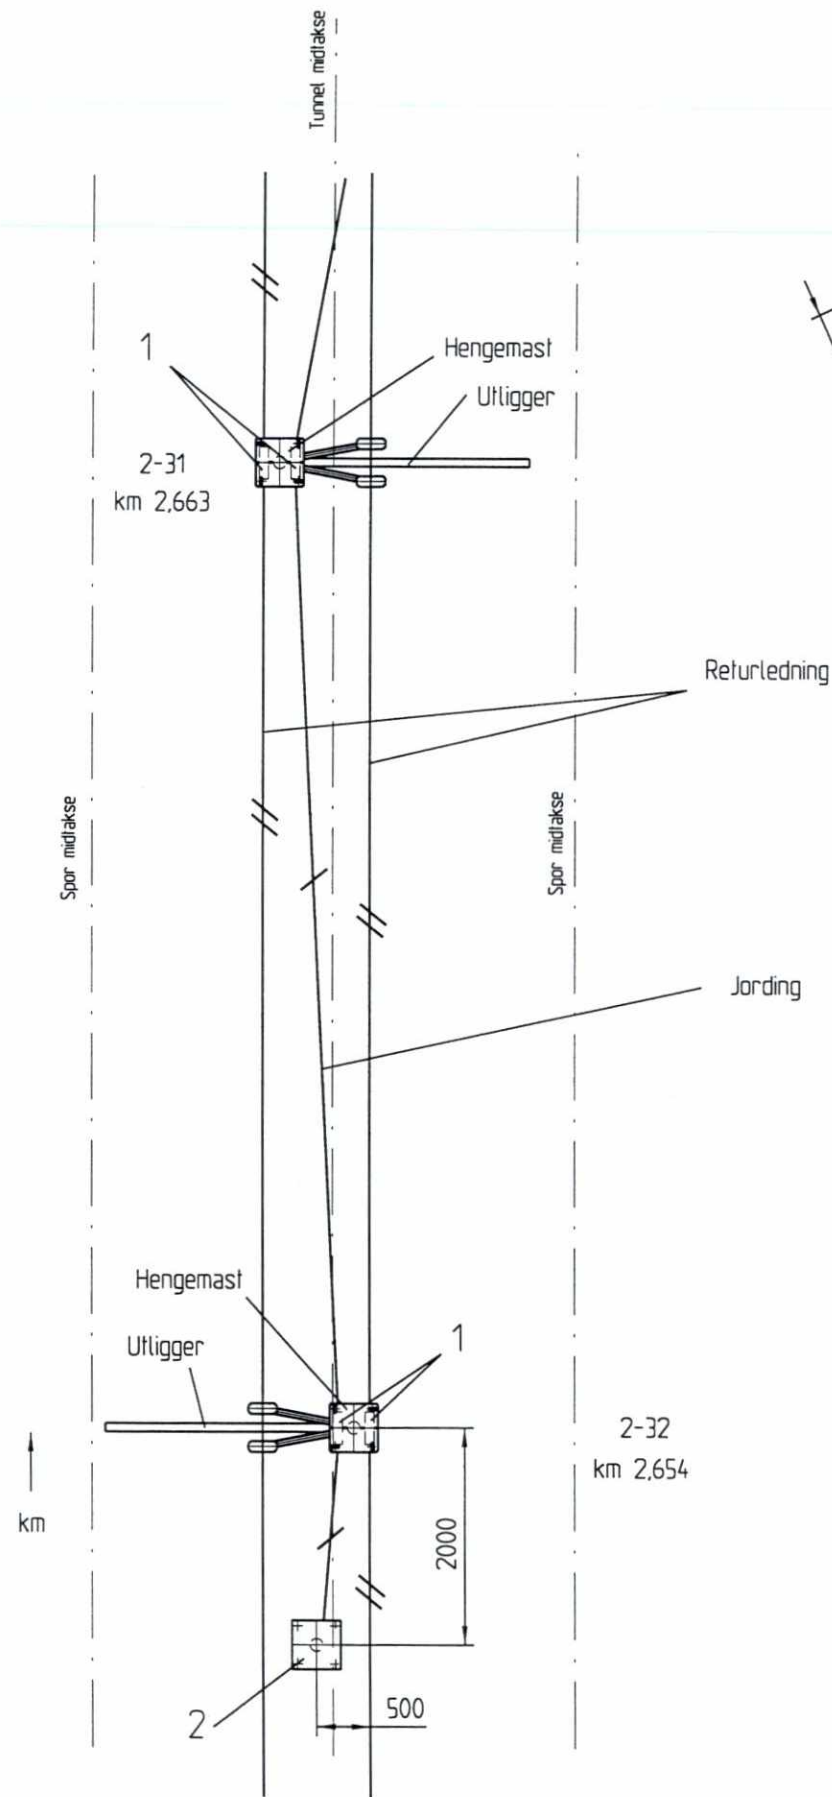 Tunnel midtakse
1
Hengemast
Utligger
2-31
km 2,663
Returledning
Spor midtakse
Spor midtakse
Jording
Hengemast
Utligger
1
2-32
km 2,654
km
2000
2
500